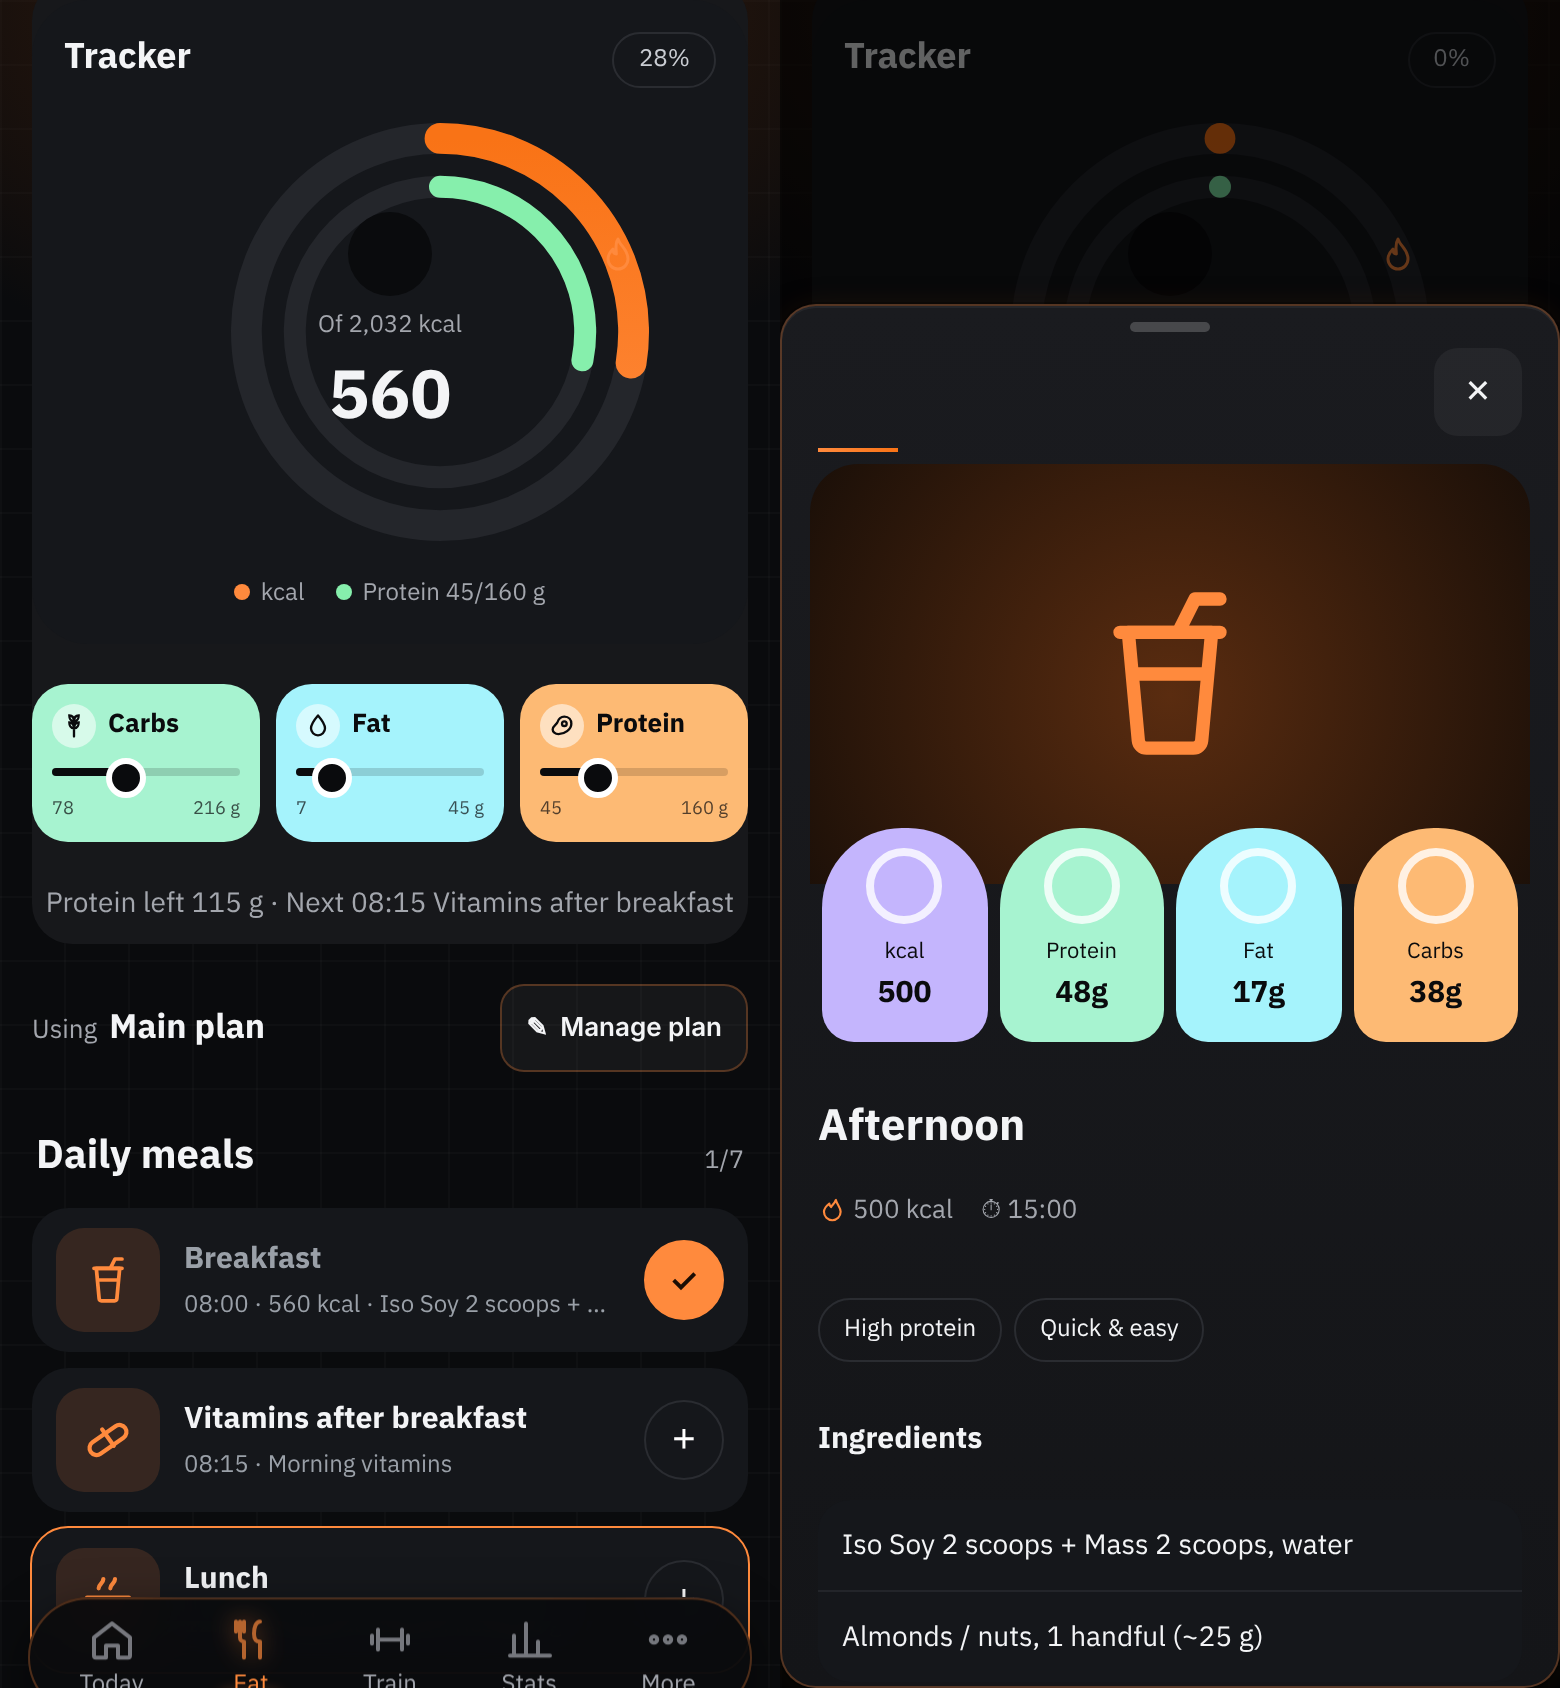 Tracker
28%
Of 2,032 kcal
560
kcal
Protein 45/160 g
Carbs
78
216 g
Fat
7
45 g
Protein
45
160 g
Protein left 115 g · Next 08:15 Vitamins after breakfast
Using Main plan
✎ Manage plan
Daily meals
1/7
Breakfast
08:00 · 560 kcal · Iso Soy 2 scoops + ...
Vitamins after breakfast
08:15 · Morning vitamins
Lunch
Today
Eat
Train
Stats
More
Tracker
0%
kcal
500
Protein
48g
Fat
17g
Carbs
38g
Afternoon
500 kcal
15:00
High protein
Quick & easy
Ingredients
Iso Soy 2 scoops + Mass 2 scoops, water
Almonds / nuts, 1 handful (~25 g)